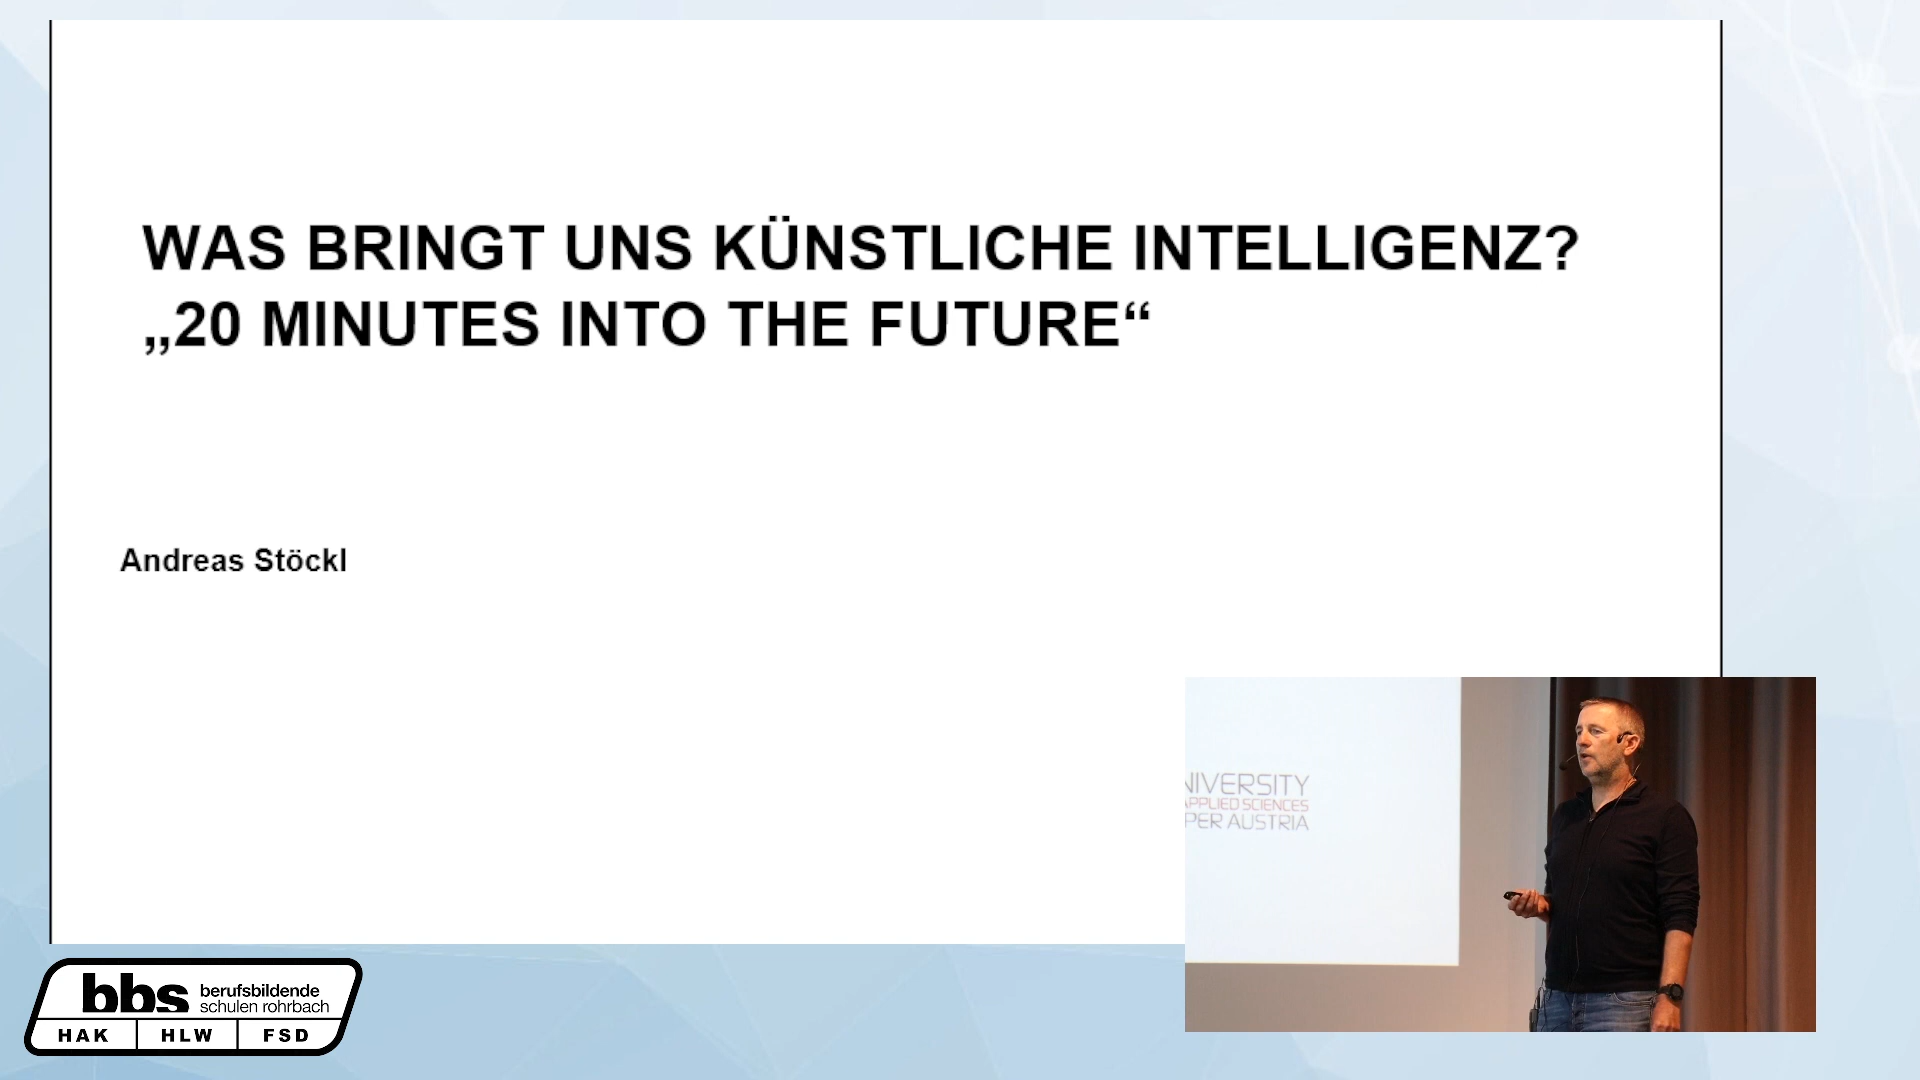 WAS BRINGT UNS KÜNSTLICHE INTELLIGENZ?
„20 MINUTES INTO THE FUTURE“
Andreas Stöckl
NIVERSITY
APPLIED SCIENCES
PER AUSTRIA
bbs berufsbildende
schulen rohrbach
HAK HLW FSD